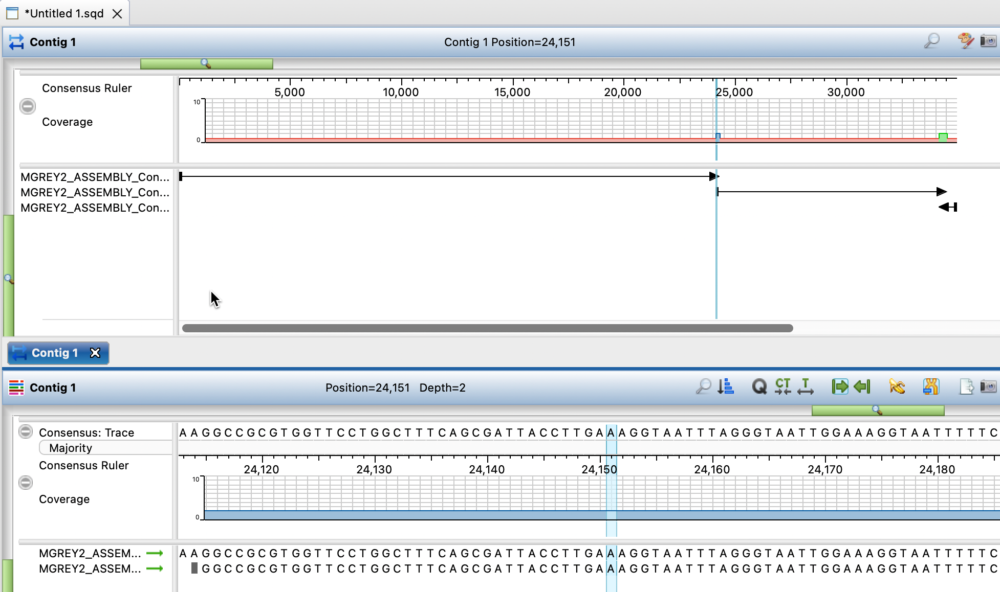 *Untitled 1.sqd
Contig 1 Contig 1 Position=24,151
Consensus Ruler
5,000 10,000 15,000 20,000 25,000 30,000
10
Coverage
0
MGREY2_ASSEMBLY_Con...
MGREY2_ASSEMBLY_Con...
MGREY2_ASSEMBLY_Con...
Contig 1
Contig 1 Position=24,151 Depth=2 Q CT T
Consensus: Trace A A G G C C G C G T G G T T C C T G G C T T T C A G C G A T T A C C T T G A A A G G T A A T T T A G G G T A A T T G G A A A G G T A A T T T T T C
Majority
Consensus Ruler 24,120 24,130 24,140 24,150 24,160 24,170 24,180
10
Coverage
0
MGREY2_ASSEM... A A G G C C G C G T G G T T C C T G G C T T T C A G C G A T T A C C T T G A A A G G T A A T T T A G G G T A A T T G G A A A G G T A A T T T T T C
MGREY2_ASSEM... G G C C G C G T G G T T C C T G G C T T T C A G C G A T T A C C T T G A A A G G T A A T T T A G G G T A A T T G G A A A G G T A A T T T T T C